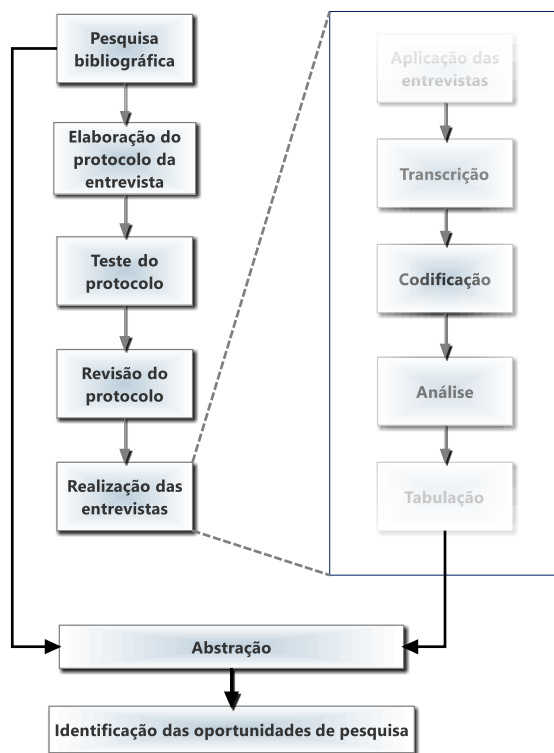 Pesquisa
bibliográfica
Elaboração do
protocolo da
entrevista
Teste do
protocolo
Revisão do
protocolo
Realização das
entrevistas
Aplicação das
entrevistas
Transcrição
Codificação
Análise
Tabulação
Abstração
Identificação das oportunidades de pesquisa